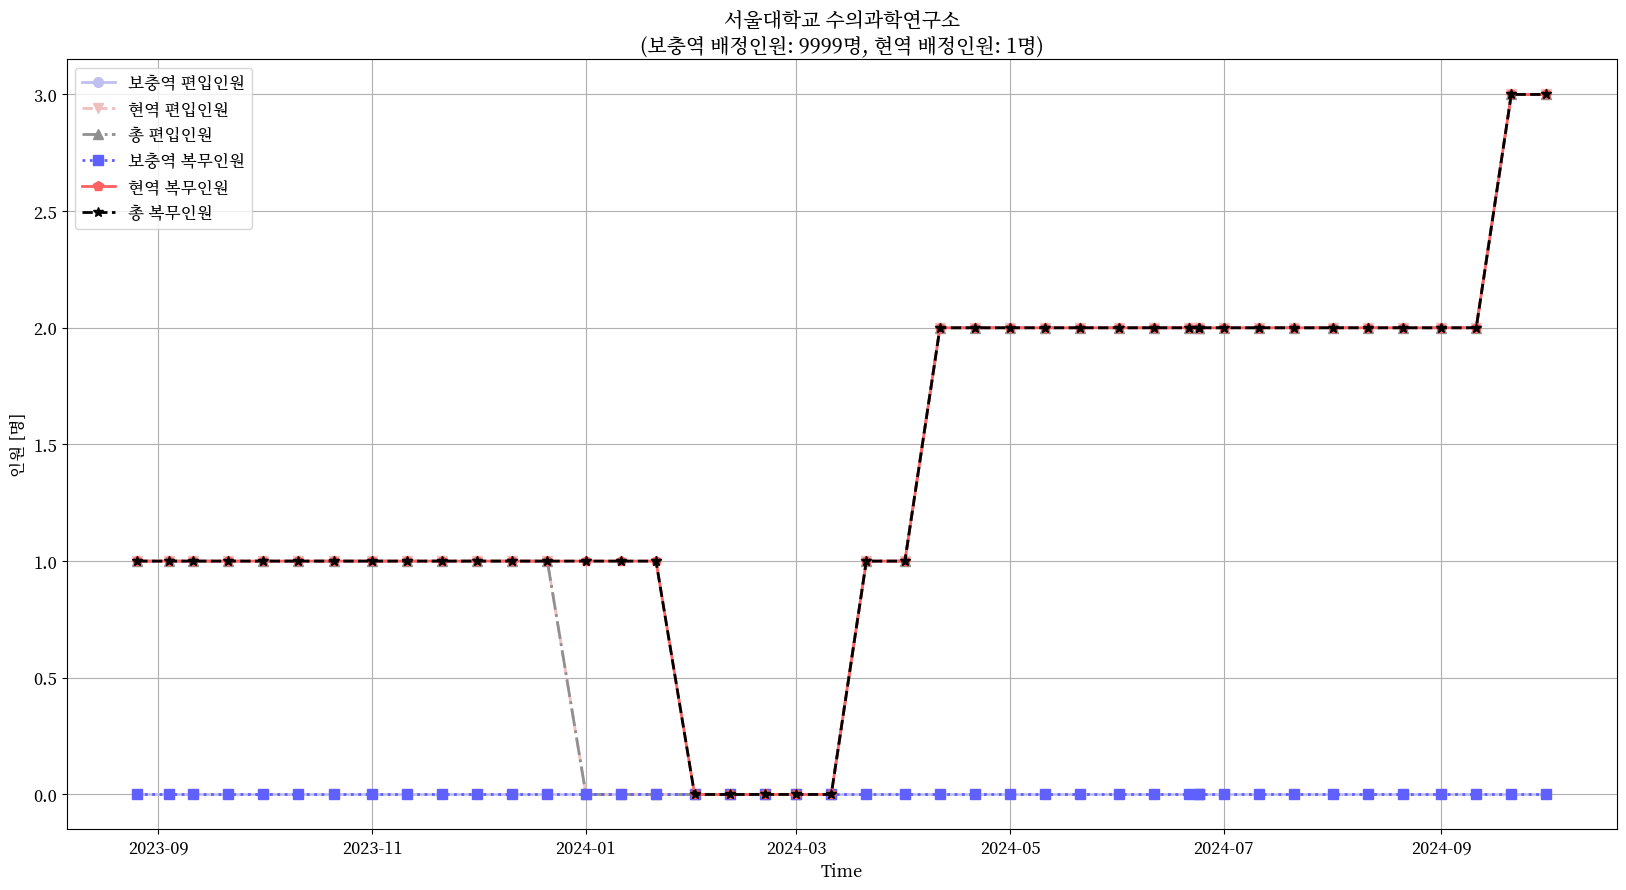 서울대학교 수의과학연구소
(보충역 배정인원: 9999명, 현역 배정인원: 1명)
보충역 편입인원
현역 편입인원
총 편입인원
보충역 복무인원
현역 복무인원
총 복무인원
3.0
2.5
2.0
1.5
1.0
0.5
0.0
인원 [명]
2023-09
2023-11
2024-01
2024-03
2024-05
2024-07
2024-09
Time